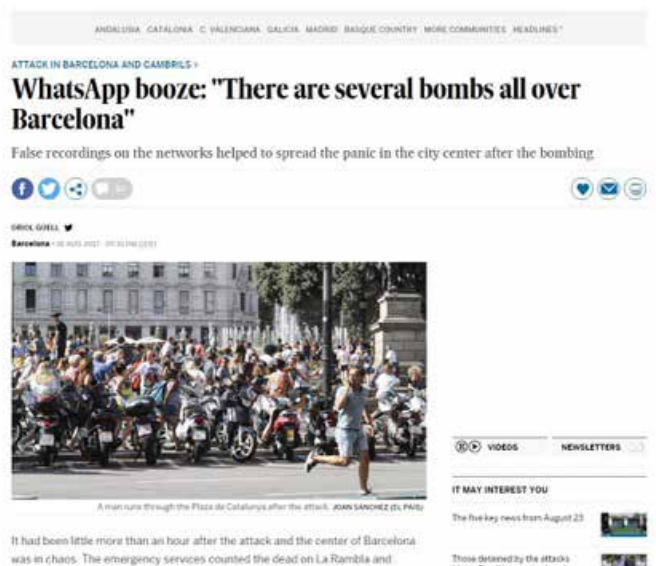 ANDALUSIA CATALONIA C. VALENCIANA GALICIA MADRID BASQUE COUNTRY MORE COMMUNITIES HEADLINES
ATTACK IN BARCELONA AND CAMBRILS >
WhatsApp booze: "There are several bombs all over
Barcelona"
False recordings on the networks helped to spread the panic in the city center after the bombing
ORIOL GÜELL
Barcelona
VIDEOS
NEWSLETTERS
IT MAY INTEREST YOU
A man runs through the Plaza de Catalunya after the attack. JOAN SÁNCHEZ (EL PAÍS)
The five key news from August 23
It had been little more than an hour after the attack and the center of Barcelona
was in chaos. The emergency services counted the dead on La Rambla and
Those detained by the attacks